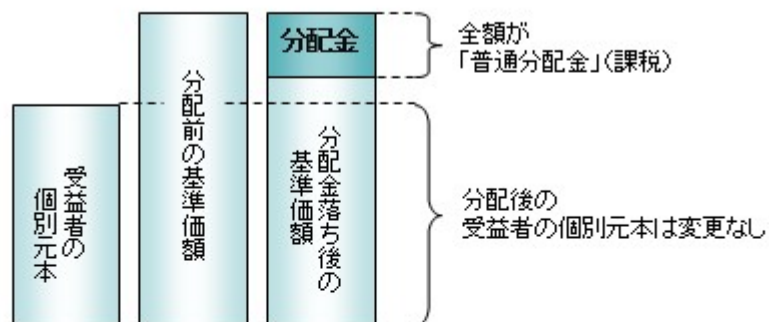 受益者の
個別元本
分配前の基準価額
分配金
分配金落ち後の
基準価額
全額が
「普通分配金」(課税)
分配後の
受益者の個別元本は変更なし